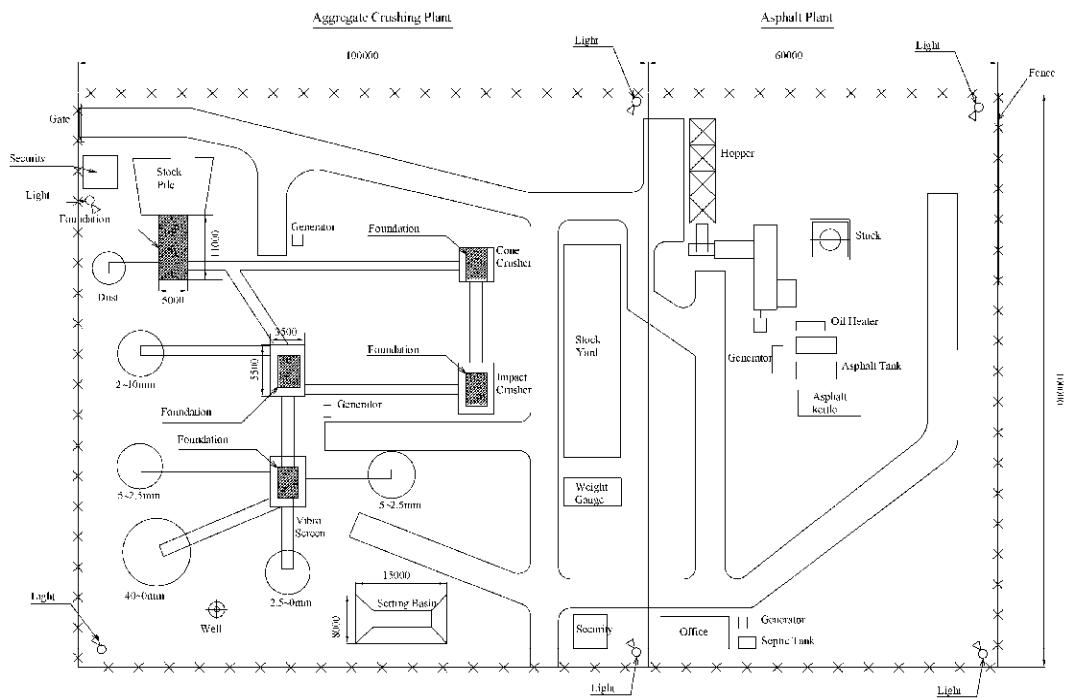 Aggregate Crushing Plant
Asphalt Plant
Light
Light
100000
60000
Fence
Gate
Security
Stock
Pile
Hopper
Light
Foundation
11000
Generator
Foundation
Cone
Crusher
Stack
Dust
5000
3500
Oil Heater
Stock
Yard
Generator
Asphalt Tank
2~10mm
5500
Foundation
Impact
Crusher
Asphalt
kettle
100000
Foundation
Generator
Foundation
5~2.5mm
5~2.5mm
Weight
Gauge
Vibra
Screen
15000
40~0mm
2.5~0mm
Light
8000
Setting Basin
Well
Security
Office
Generator
Septic Tank
Light
Light